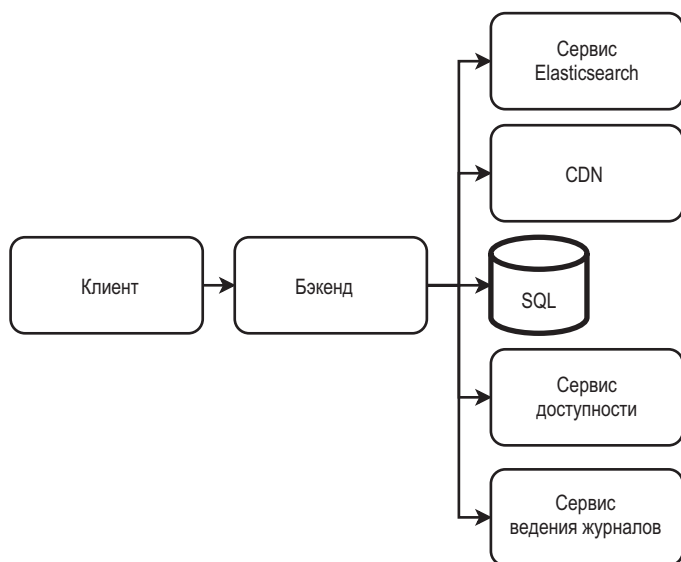 Сервис
Elasticsearch
CDN
Клиент
Бэкенд
SQL
Сервис
доступности
Сервис
ведения журналов